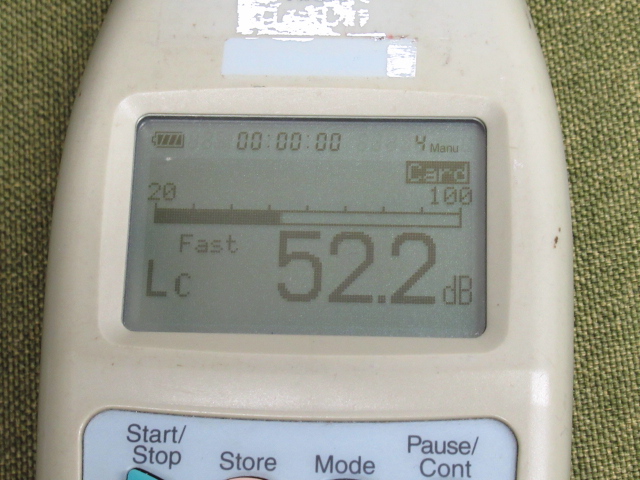 00:00:00 4 Manu
Card
20 100
Fast
Lc 52.2 dB
Start/
Stop
Store
Mode
Pause/
Cont